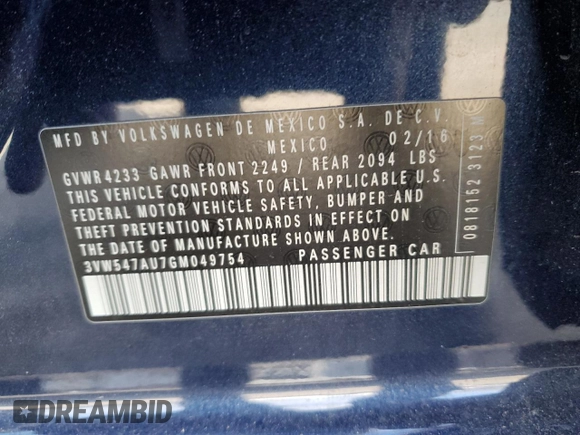 MFD BY VOLKSWAGEN DE MEXICO S.A. DE C.V.
MEXICO 02/16
GVWR 4233 GAWR FRONT 2249 / REAR 2094 LBS
THIS VEHICLE CONFORMS TO ALL APPLICABLE U.S.
FEDERAL MOTOR VEHICLE SAFETY, BUMPER AND
THEFT PREVENTION STANDARDS IN EFFECT ON
THE DATE OF MANUFACTURE SHOWN ABOVE.
3VW547AU7GM049754 PASSENGER CAR
0818152 3123 M
DREAMBID